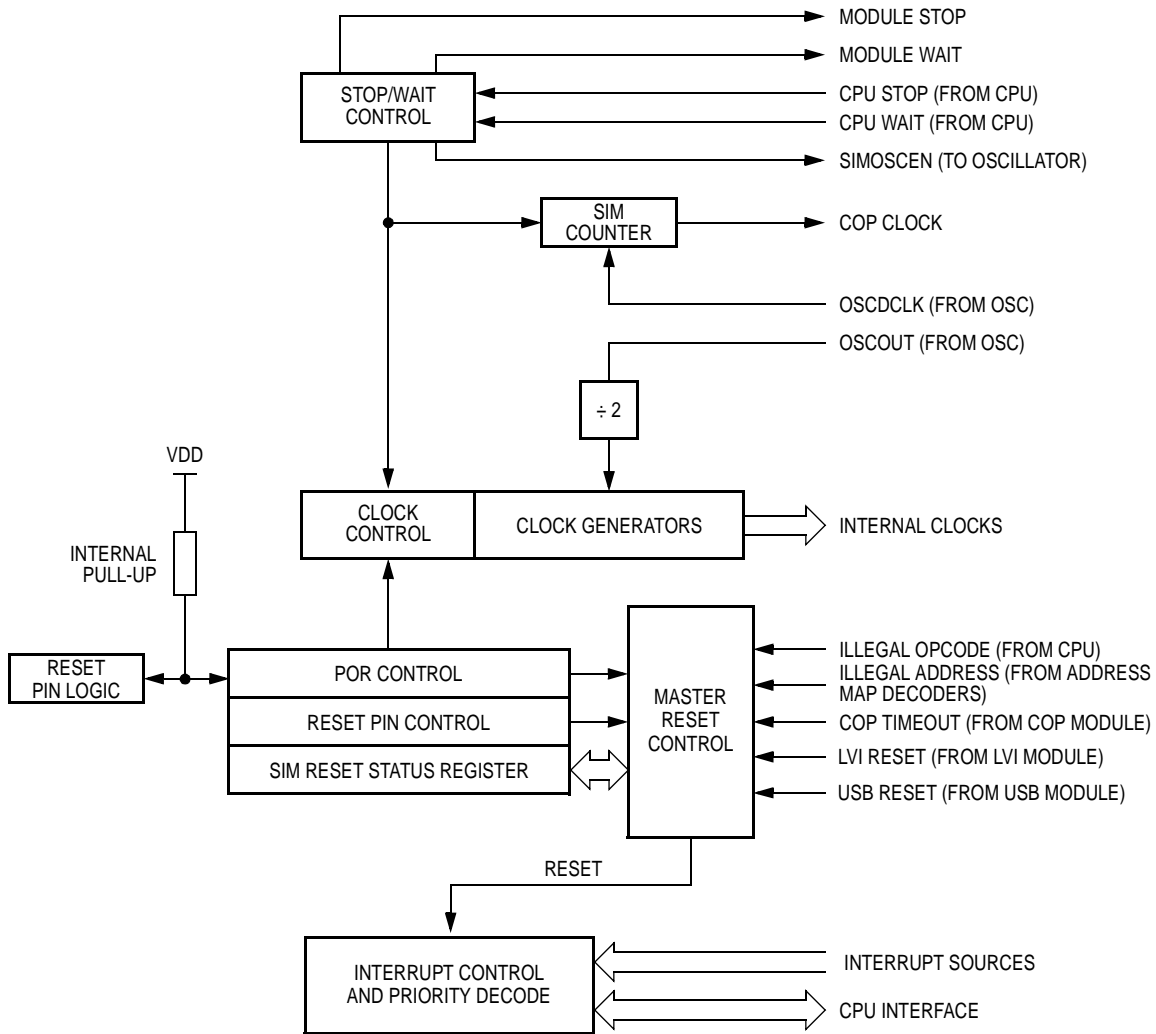 MODULE STOP
MODULE WAIT
STOP/WAIT
CONTROL
CPU STOP (FROM CPU)
CPU WAIT (FROM CPU)
SIMOSCEN (TO OSCILLATOR)
SIM
COUNTER
COP CLOCK
OSCDCLK (FROM OSC)
OSCOUT (FROM OSC)
÷ 2
VDD
CLOCK
CONTROL
CLOCK GENERATORS
INTERNAL CLOCKS
INTERNAL
PULL-UP
RESET
PIN LOGIC
POR CONTROL
RESET PIN CONTROL
SIM RESET STATUS REGISTER
MASTER
RESET
CONTROL
ILLEGAL OPCODE (FROM CPU)
ILLEGAL ADDRESS (FROM ADDRESS
MAP DECODERS)
COP TIMEOUT (FROM COP MODULE)
LVI RESET (FROM LVI MODULE)
USB RESET (FROM USB MODULE)
RESET
INTERRUPT CONTROL
AND PRIORITY DECODE
INTERRUPT SOURCES
CPU INTERFACE